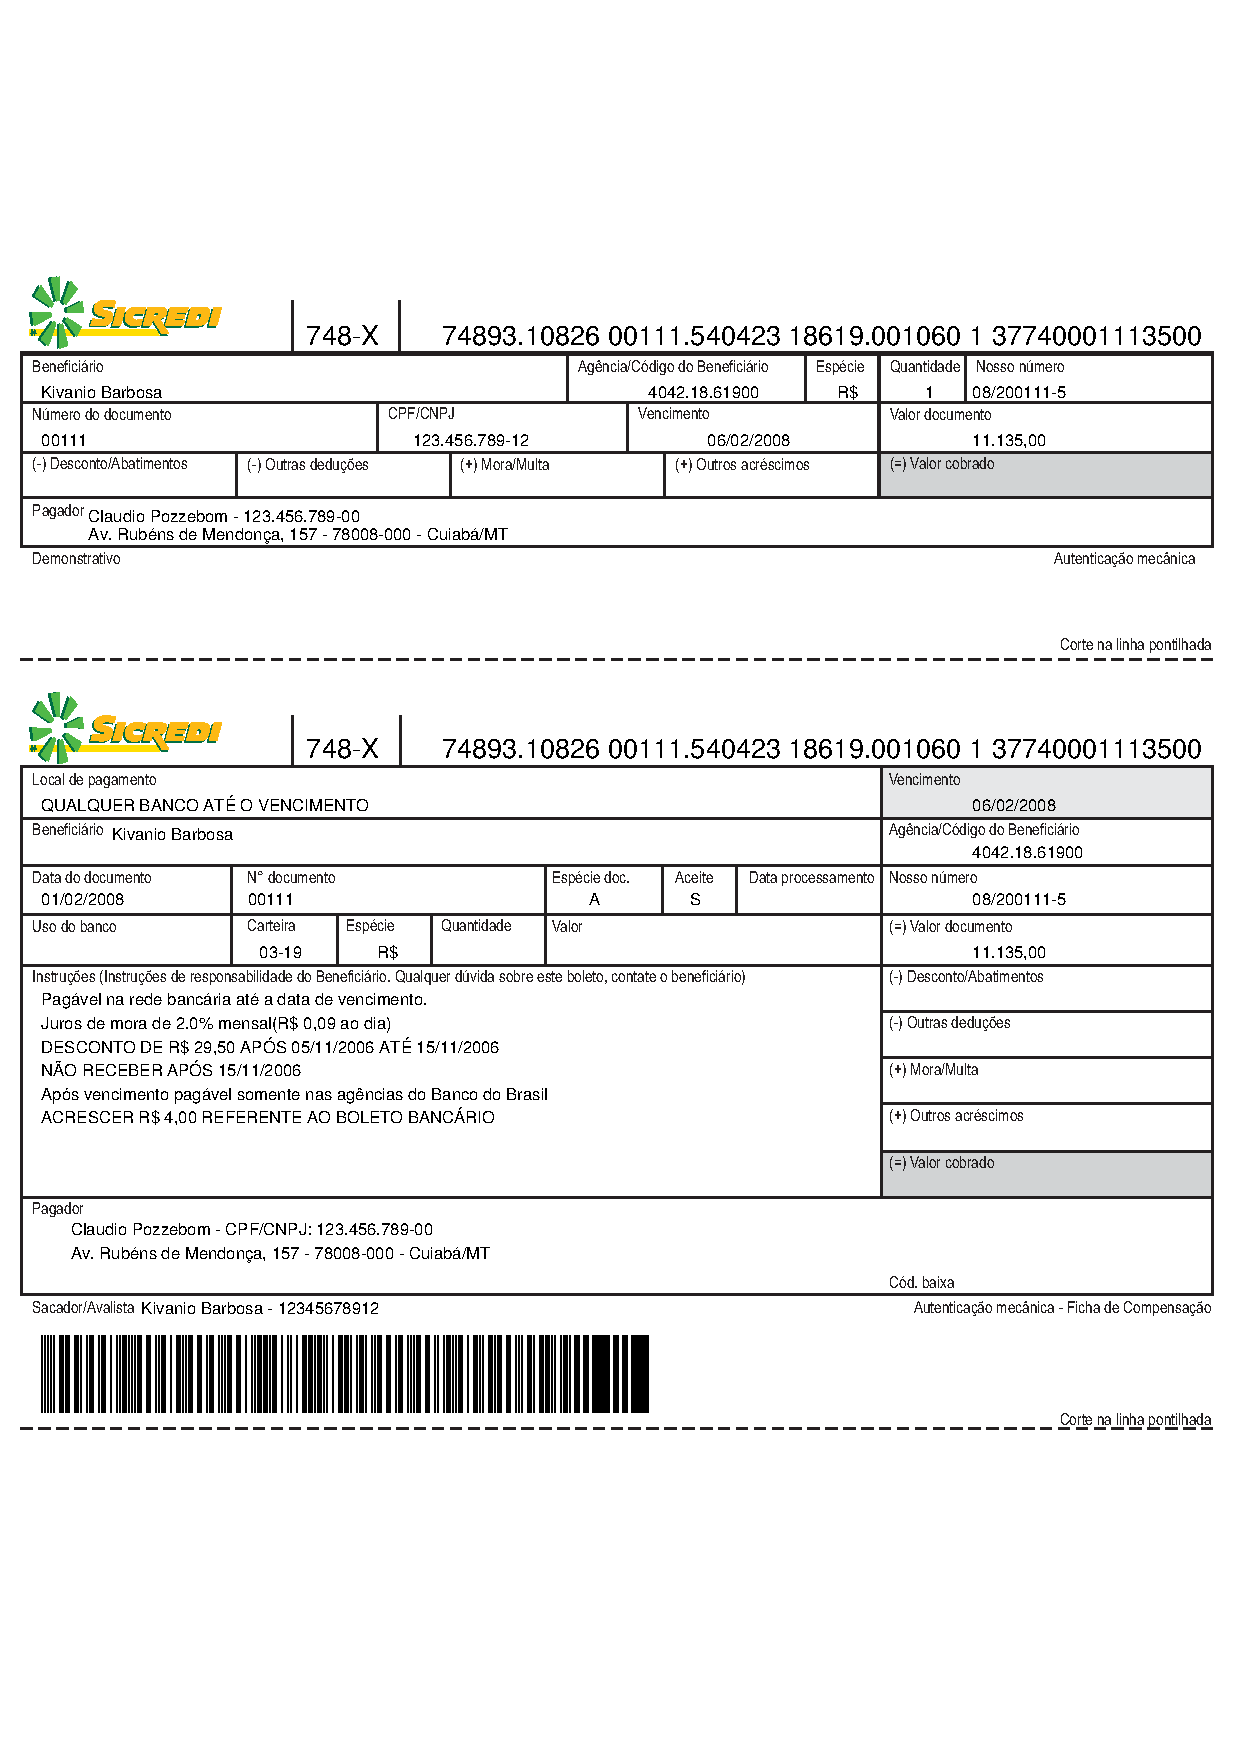 SICREDI
748-X
74893.10826 00111.540423 18619.001060 1 37740001113500
Beneficiário Agência/Código do Beneficiário Espécie Quantidade Nosso número
Kivanio Barbosa 4042.18.61900 R$ 1 08/200111-5
Número do documento CPF/CNPJ Vencimento Valor documento
00111 123.456.789-12 06/02/2008 11.135,00
(-) Desconto/Abatimentos (-) Outras deduções (+) Mora/Multa (+) Outros acréscimos (=) Valor cobrado
Pagador Claudio Pozzebom - 123.456.789-00
Av. Rubéns de Mendonça, 157 - 78008-000 - Cuiabá/MT
Demonstrativo Autenticação mecânica
Corte na linha pontilhada
SICREDI
748-X
74893.10826 00111.540423 18619.001060 1 37740001113500
Local de pagamento Vencimento
QUALQUER BANCO ATÉ O VENCIMENTO 06/02/2008
Beneficiário Kivanio Barbosa Agência/Código do Beneficiário
4042.18.61900
Data do documento N° documento Espécie doc. Aceite Data processamento Nosso número
01/02/2008 00111 A S 08/200111-5
Uso do banco Carteira Espécie Quantidade Valor (=) Valor documento
03-19 R$ 11.135,00
Instruções (Instruções de responsabilidade do Beneficiário. Qualquer dúvida sobre este boleto, contate o beneficiário) (-) Desconto/Abatimentos
Pagável na rede bancária até a data de vencimento.
Juros de mora de 2.0% mensal(R$ 0,09 ao dia) (-) Outras deduções
DESCONTO DE R$ 29,50 APÓS 05/11/2006 ATÉ 15/11/2006
NÃO RECEBER APÓS 15/11/2006 (+) Mora/Multa
Após vencimento pagável somente nas agências do Banco do Brasil
ACRESCER R$ 4,00 REFERENTE AO BOLETO BANCÁRIO (+) Outros acréscimos
(=) Valor cobrado
Pagador
Claudio Pozzebom - CPF/CNPJ: 123.456.789-00
Av. Rubéns de Mendonça, 157 - 78008-000 - Cuiabá/MT
Cód. baixa
Sacador/Avalista Kivanio Barbosa - 12345678912 Autenticação mecânica - Ficha de Compensação
Corte na linha pontilhada